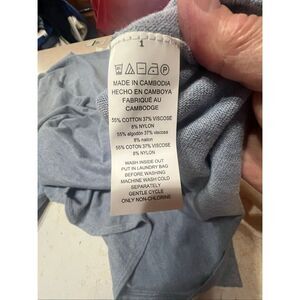 1
MADE IN CAMBODIA
HECHO EN CAMBOYA
FABRIQUÉ AU
CAMBODGE
55% COTTON 37% VISCOSE
8% NYLON
55% algodón 37% viscosa
8% nailon
55% COTON 37% VISCOSE
8% NYLON
WASH INSIDE OUT
PUT IN LAUNDRY BAG
BEFORE WASHING
MACHINE WASH COLD
SEPARATELY
GENTLE CYCLE
ONLY NON-CHLORINE